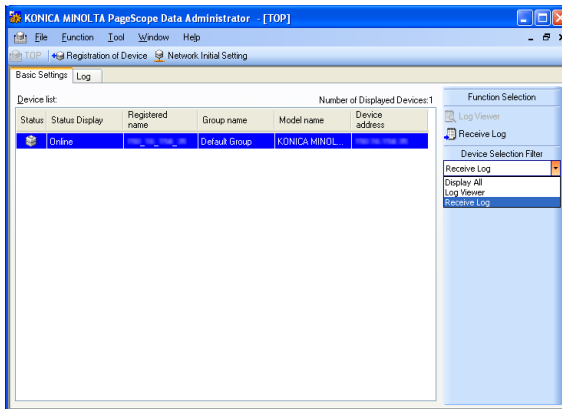 KONICA MINOLTA PageScope Data Administrator - [TOP]
File Function Tool Window Help
TOP Registration of Device Network Initial Setting
Basic Settings Log
Device list: Number of Displayed Devices:1
Status Status Display Registered name Group name Model name Device address
Online Default Group KONICA MINOL...
Function Selection
Log Viewer
Receive Log
Device Selection Filter
Receive Log
Display All
Log Viewer
Receive Log